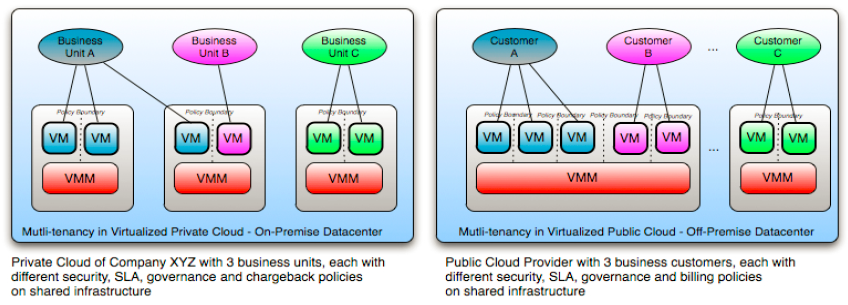 Business
Unit A
Business
Unit B
Business
Unit C
Policy Boundary
Policy Boundary
Policy Boundary
VM
VM
VM
VM
VM
VM
VMM
VMM
VMM
Mutli-tenancy in Virtualized Private Cloud - On-Premise Datacenter
Private Cloud of Company XYZ with 3 business units, each with
different security, SLA, governance and chargeback policies
on shared infrastructure
Customer
A
Customer
B
...
Customer
C
Policy Boundary
Policy Boundary
Policy Boundary
Policy Boundary
Policy Boundary
VM
VM
VM
VM
VM
...
VM
VM
VMM
VMM
Mutli-tenancy in Virtualized Public Cloud - Off-Premise Datacenter
Public Cloud Provider with 3 business customers, each with
different security, SLA, governance and billing policies
on shared infrastructure